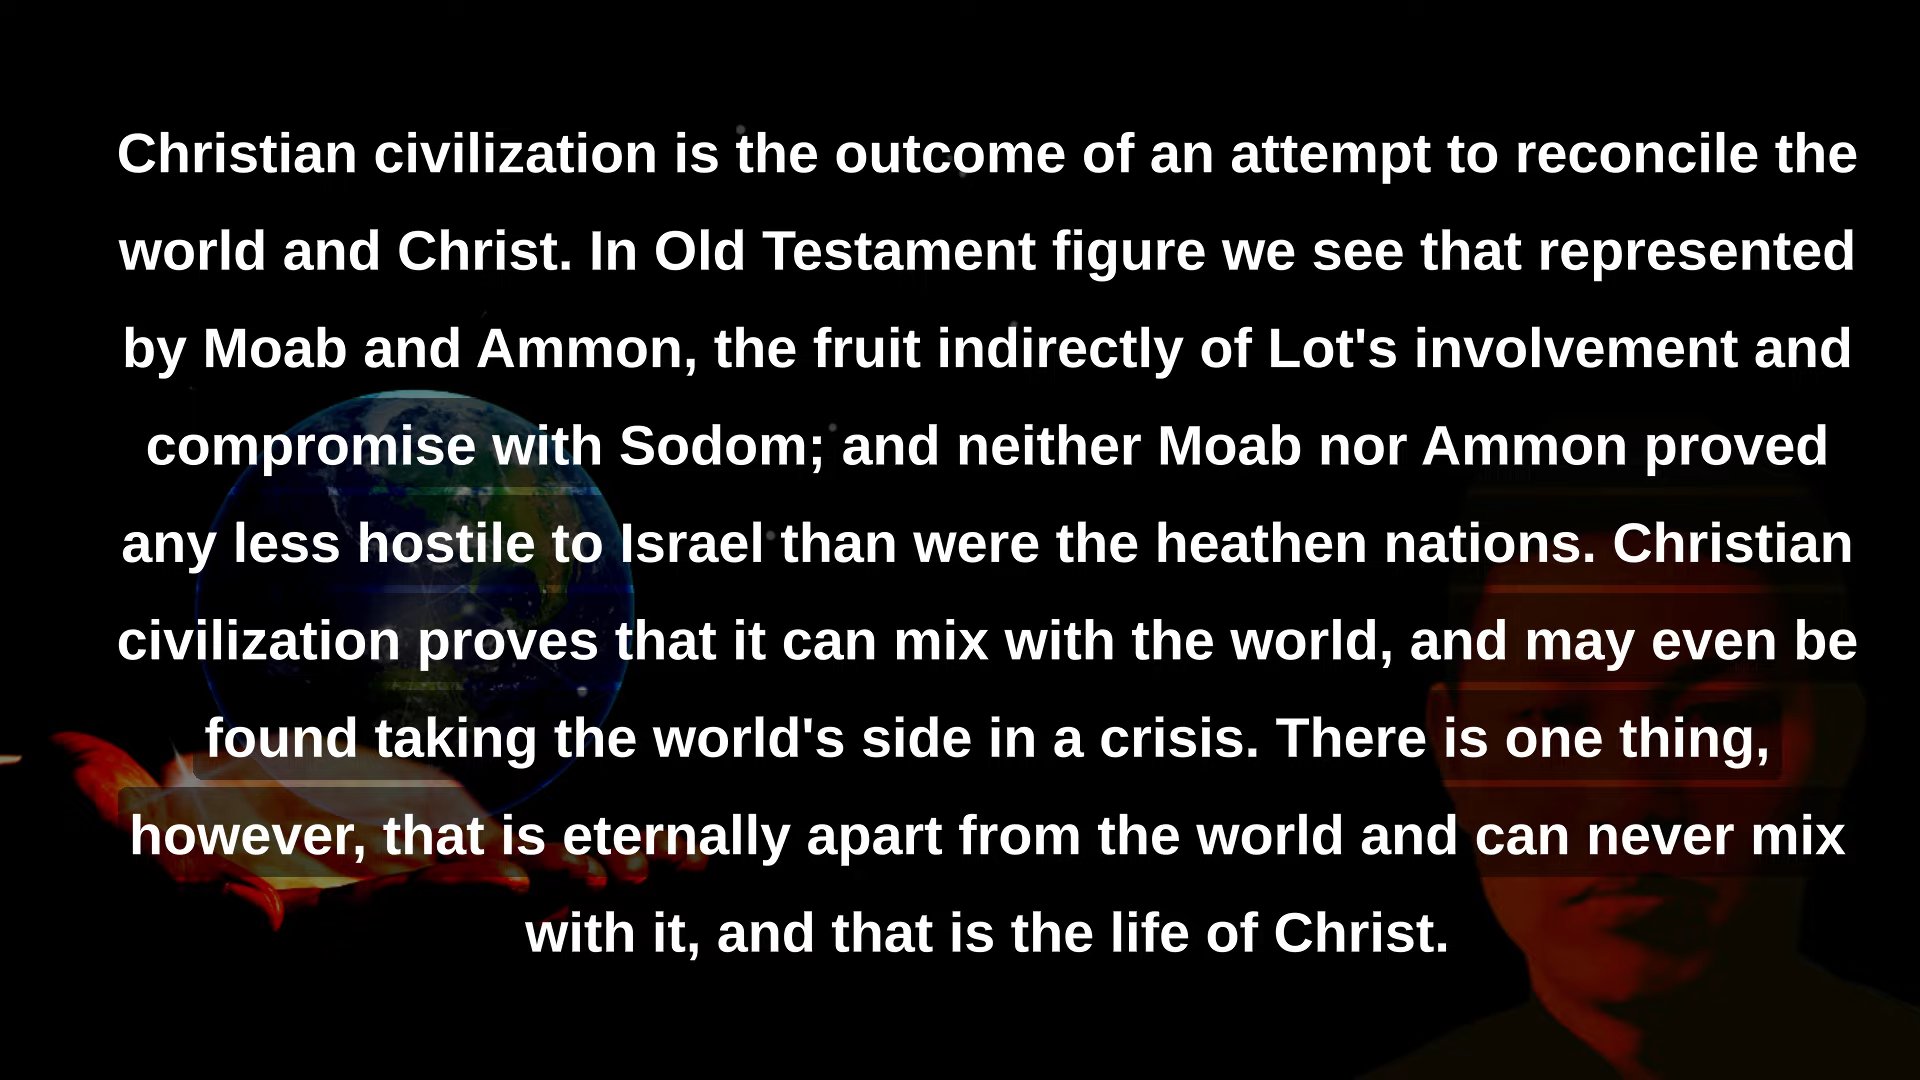 Christian civilization is the outcome of an attempt to reconcile the
world and Christ. In Old Testament figure we see that represented
by Moab and Ammon, the fruit indirectly of Lot's involvement and
compromise with Sodom; and neither Moab nor Ammon proved
any less hostile to Israel than were the heathen nations. Christian
civilization proves that it can mix with the world, and may even be
found taking the world's side in a crisis. There is one thing,
however, that is eternally apart from the world and can never mix
with it, and that is the life of Christ.